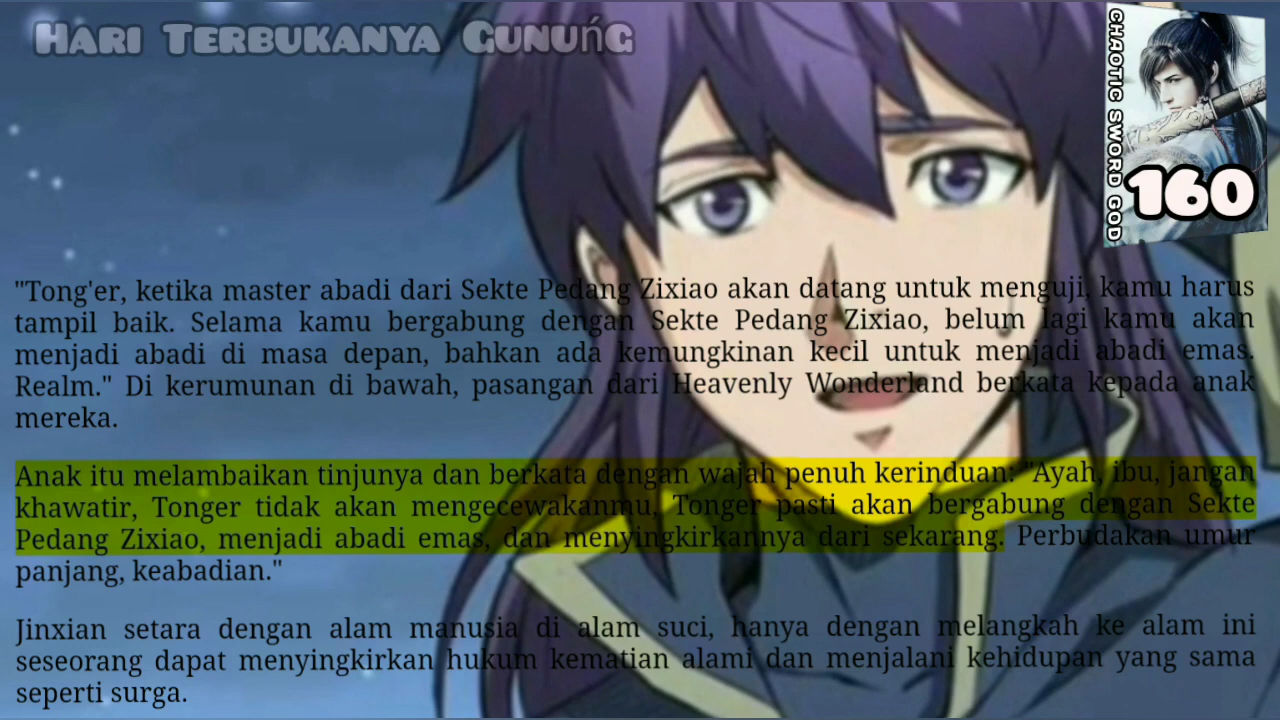 Hari Terbukanya Gunuńg
CHAOTIC SWORD GOD
160
"Tong'er, ketika master abadi dari Sekte Pedang Zixiao akan datang untuk menguji, kamu harus
tampil baik. Selama kamu bergabung dengan Sekte Pedang Zixiao, belum lagi kamu akan
menjadi abadi di masa depan, bahkan ada kemungkinan kecil untuk menjadi abadi emas.
Realm." Di kerumunan di bawah, pasangan dari Heavenly Wonderland berkata kepada anak
mereka.
Anak itu melambaikan tinjunya dan berkata dengan wajah penuh kerinduan: "Ayah, ibu, jangan
khawatir, Tonger tidak akan mengecewakanmu, Tonger pasti akan bergabung dengan Sekte
Pedang Zixiao, menjadi abadi emas, dan menyingkirkannya dari sekarang. Perbudakan umur
panjang, keabadian."
Jinxian setara dengan alam manusia di alam suci, hanya dengan melangkah ke alam ini
seseorang dapat menyingkirkan hukum kematian alami dan menjalani kehidupan yang sama
seperti surga.